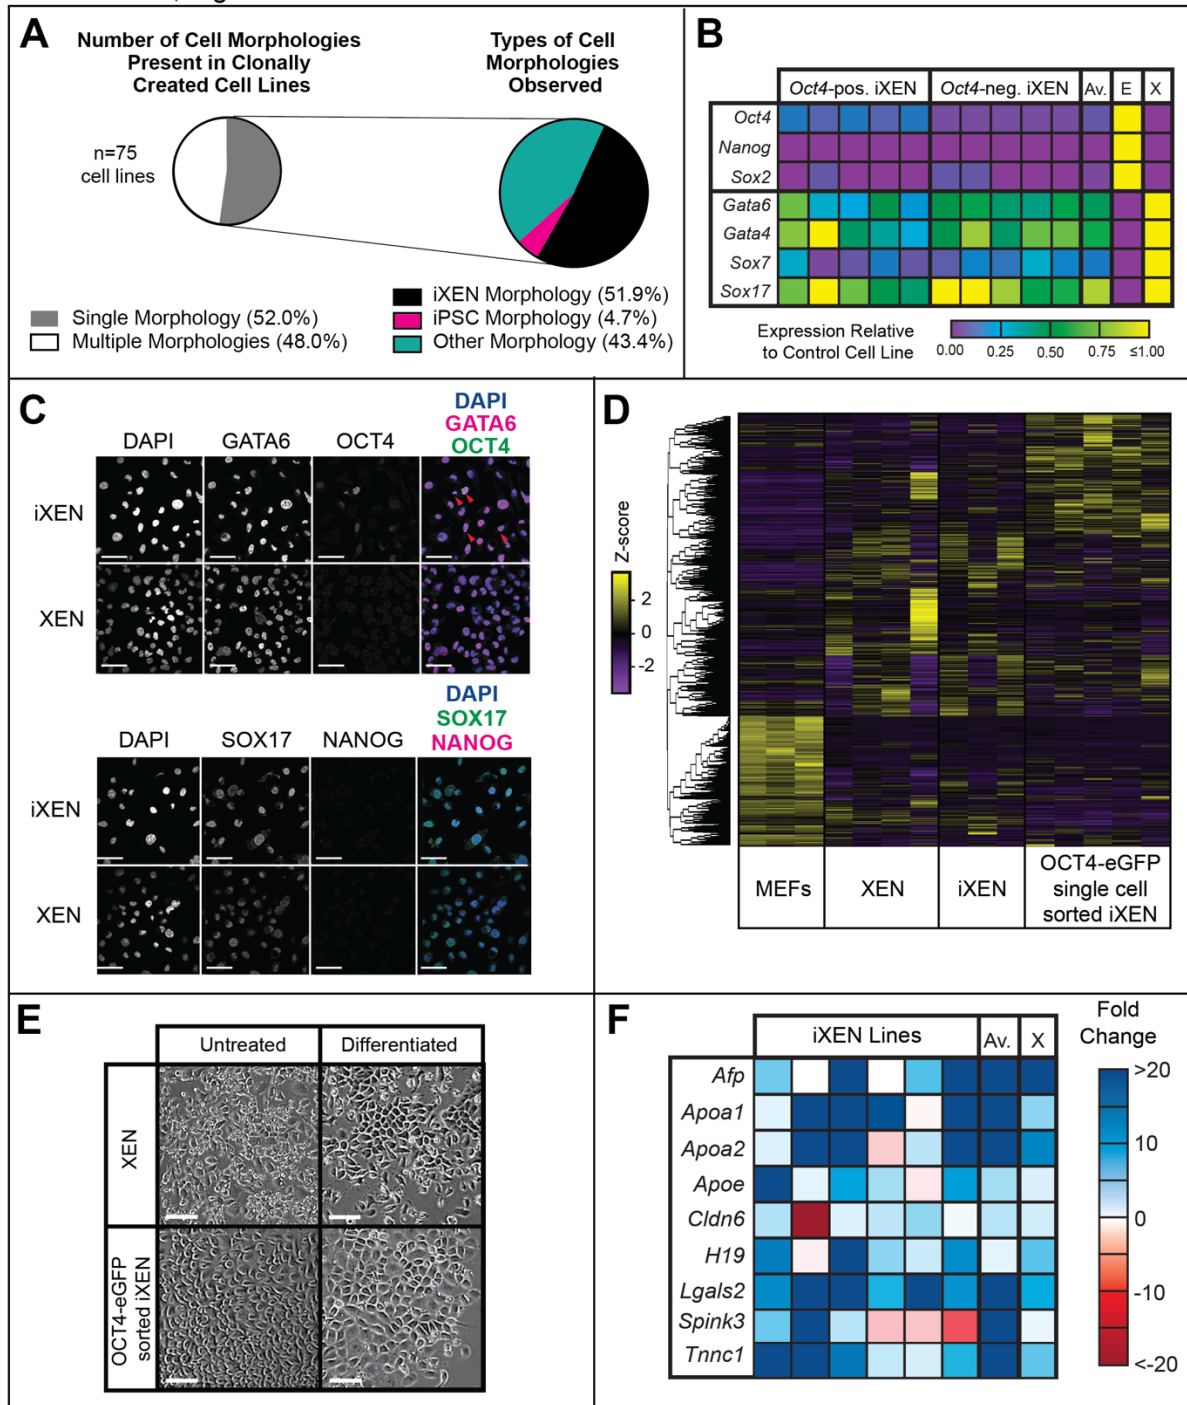 A
Number of Cell Morphologies
Present in Clonally
Created Cell Lines
Types of Cell
Morphologies
Observed
n=75
cell lines
Single Morphology (52.0%)
Multiple Morphologies (48.0%)
iXEN Morphology (51.9%)
iPSC Morphology (4.7%)
Other Morphology (43.4%)
B
Oct4-pos. iXEN Oct4-neg. iXEN Av. E X
Oct4
Nanog
Sox2
Gata6
Gata4
Sox7
Sox17
Expression Relative
to Control Cell Line
0.00 0.25 0.50 0.75 ≤1.00
C
DAPI GATA6 OCT4 DAPI
GATA6
OCT4
iXEN
XEN
DAPI SOX17 NANOG DAPI
SOX17
NANOG
iXEN
XEN
D
Z-score
2
0
-2
MEFs XEN iXEN OCT4-eGFP
single cell
sorted iXEN
E
Untreated Differentiated
XEN
OCT4-eGFP
sorted iXEN
F
iXEN Lines Av. X
Fold
Change
Afp
Apoa1
Apoa2
Apoe
Cldn6
H19
Lgals2
Spink3
Tnnc1
>20
10
0
-10
<-20